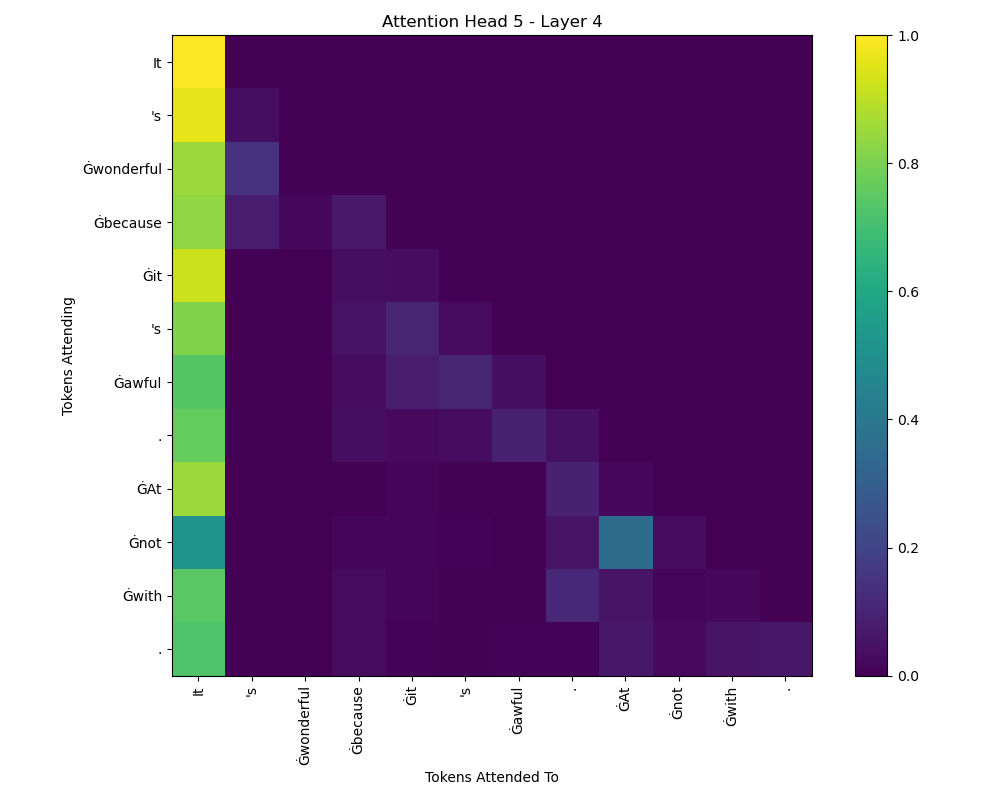 Attention Head 5 - Layer 4
Tokens Attending
It
's
Ġwonderful
Ġbecause
Ġit
's
Ġawful
.
ĠAt
Ġnot
Ġwith
.
It
's
Ġwonderful
Ġbecause
Ġit
's
Ġawful
.
ĠAt
Ġnot
Ġwith
.
Tokens Attended To
1.0
0.8
0.6
0.4
0.2
0.0